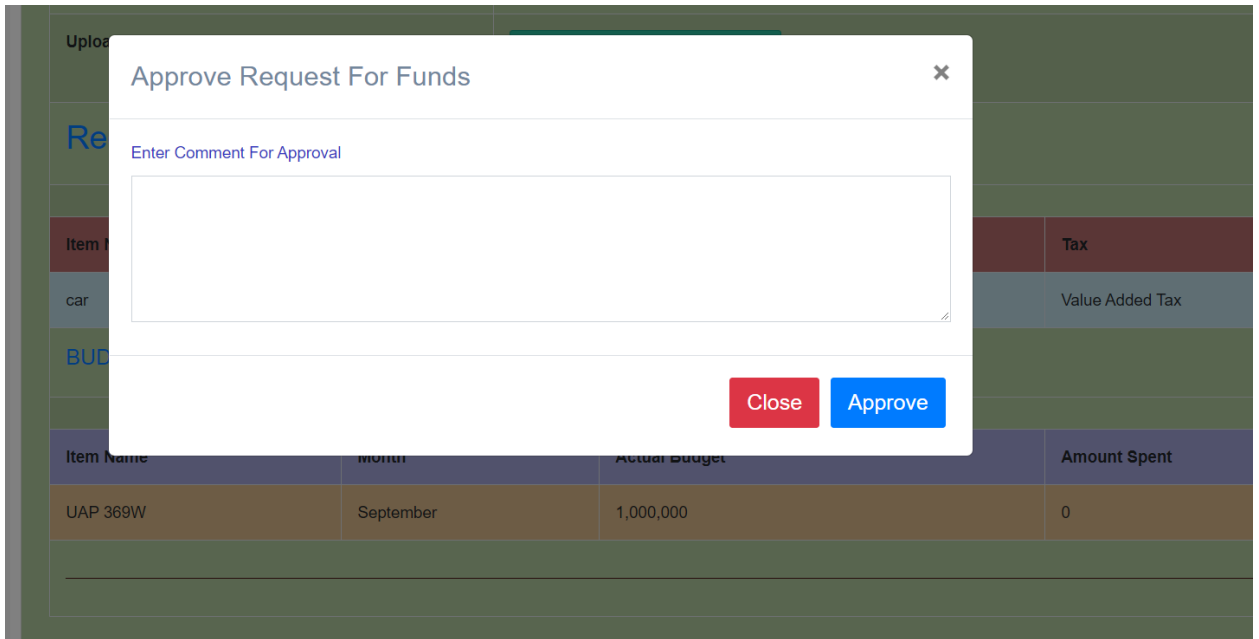 Uploa
Approve Request For Funds ×
Re
Enter Comment For Approval
Item N Tax
car Value Added Tax
BUD
Close Approve
Item Name Month Actual Budget Amount Spent
UAP 369W September 1,000,000 0